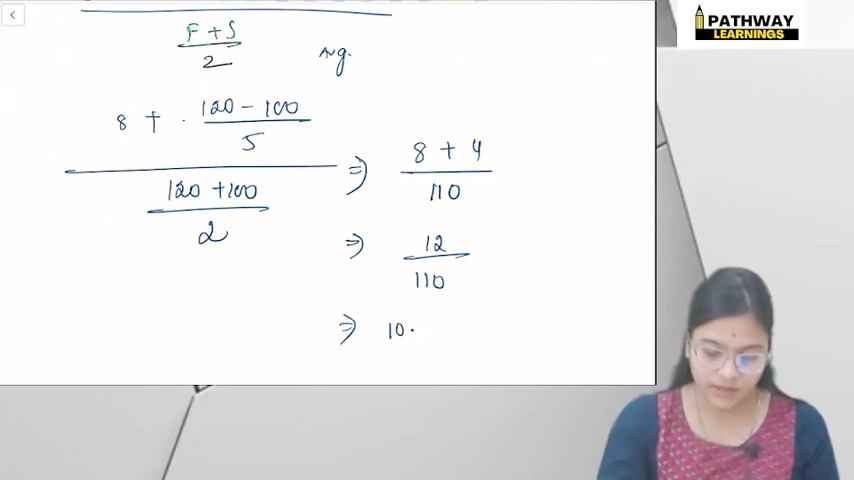 PATHWAY
LEARNINGS
F + S
2
Avg.
8 + 120 - 100
5
120 + 100
2
⇒ 8 + 4
110
⇒ 12
110
⇒ 10.